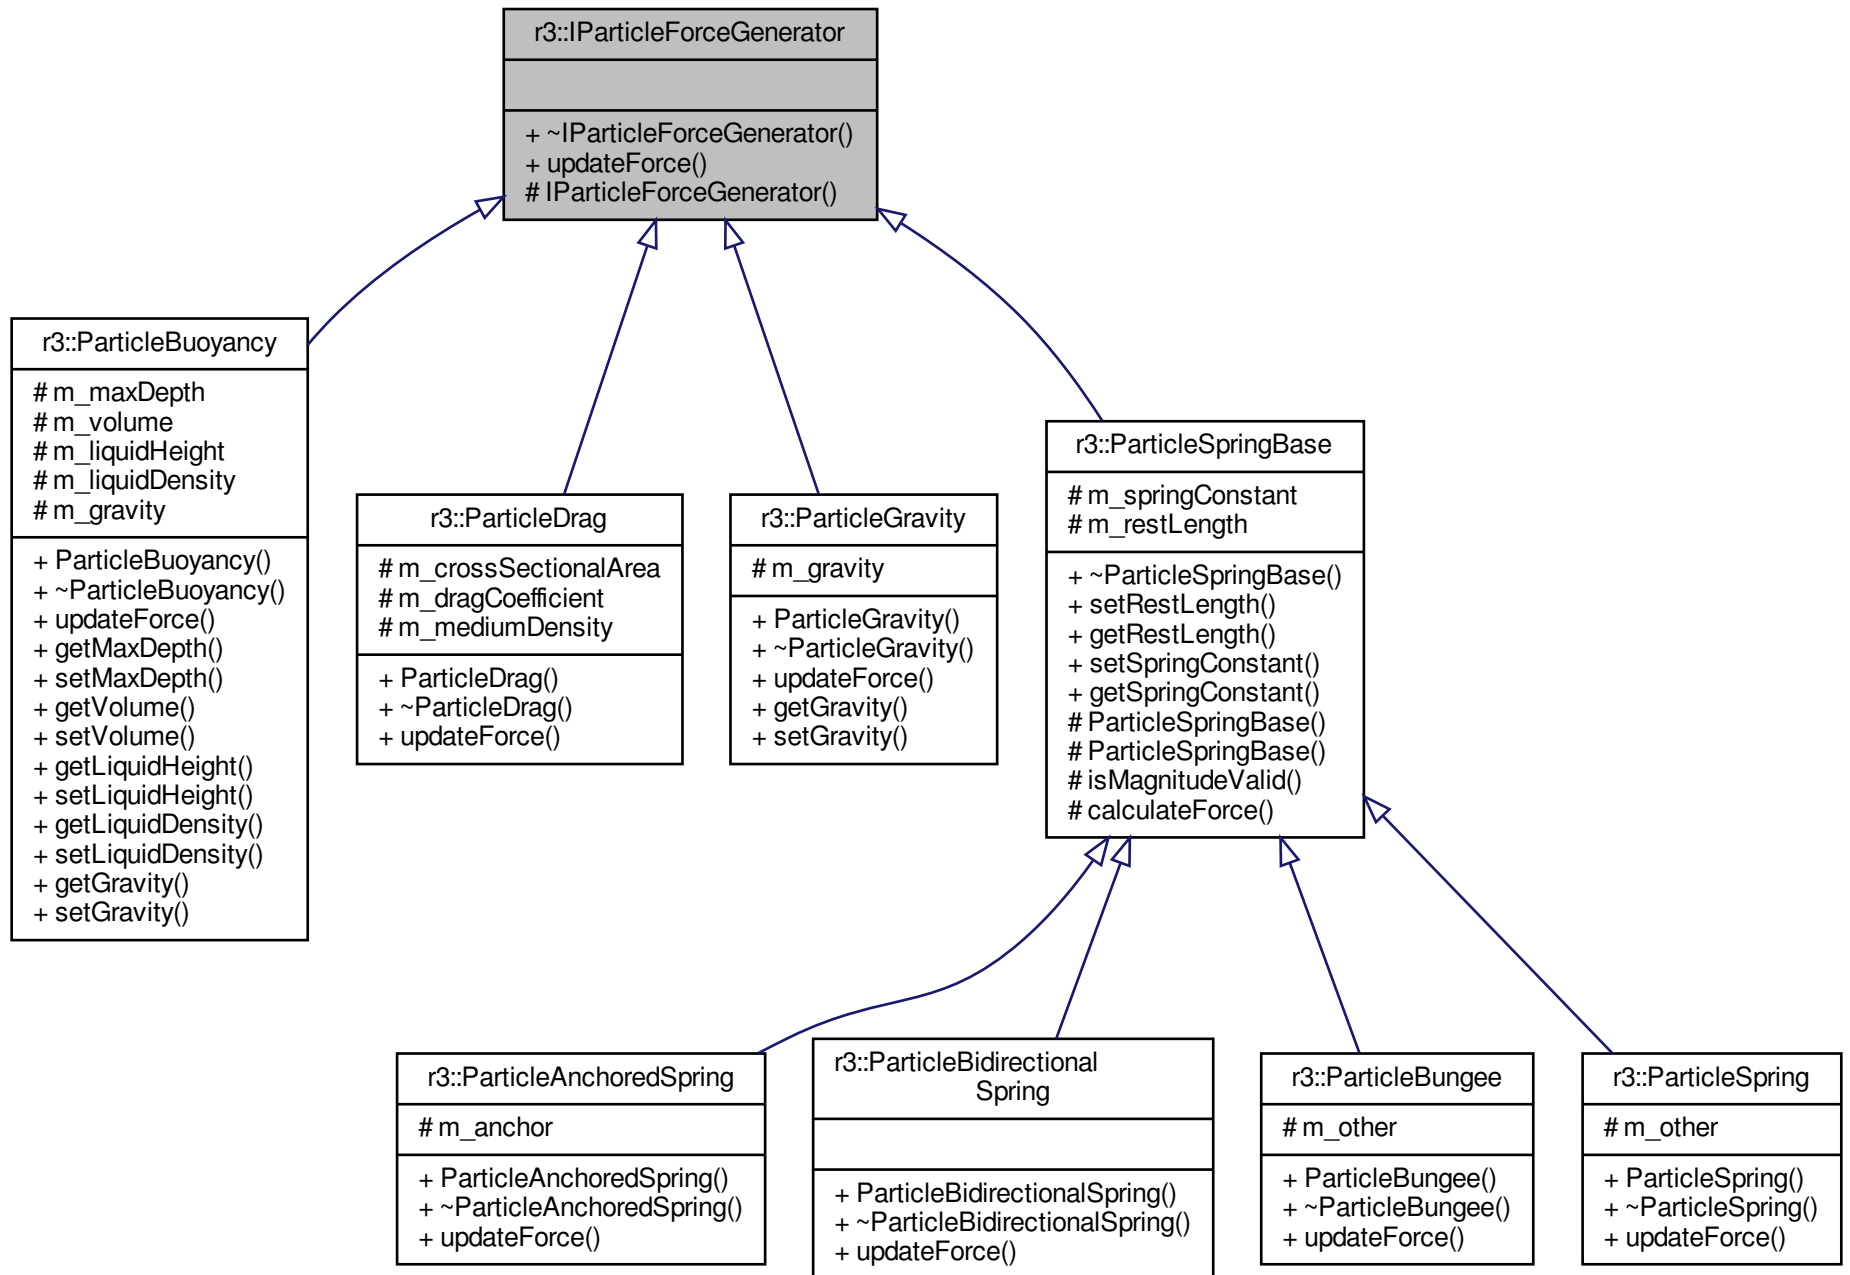 r3::IParticleForceGenerator
+ ~IParticleForceGenerator()
+ updateForce()
# IParticleForceGenerator()
r3::ParticleBuoyancy
# m_maxDepth
# m_volume
# m_liquidHeight
# m_liquidDensity
# m_gravity
+ ParticleBuoyancy()
+ ~ParticleBuoyancy()
+ updateForce()
+ getMaxDepth()
+ setMaxDepth()
+ getVolume()
+ setVolume()
+ getLiquidHeight()
+ setLiquidHeight()
+ getLiquidDensity()
+ setLiquidDensity()
+ getGravity()
+ setGravity()
r3::ParticleDrag
# m_crossSectionalArea
# m_dragCoefficient
# m_mediumDensity
+ ParticleDrag()
+ ~ParticleDrag()
+ updateForce()
r3::ParticleGravity
# m_gravity
+ ParticleGravity()
+ ~ParticleGravity()
+ updateForce()
+ getGravity()
+ setGravity()
r3::ParticleSpringBase
# m_springConstant
# m_restLength
+ ~ParticleSpringBase()
+ setRestLength()
+ getRestLength()
+ setSpringConstant()
+ getSpringConstant()
# ParticleSpringBase()
# ParticleSpringBase()
# isMagnitudeValid()
# calculateForce()
r3::ParticleAnchoredSpring
# m_anchor
+ ParticleAnchoredSpring()
+ ~ParticleAnchoredSpring()
+ updateForce()
r3::ParticleBidirectional
Spring
+ ParticleBidirectionalSpring()
+ ~ParticleBidirectionalSpring()
+ updateForce()
r3::ParticleBungee
# m_other
+ ParticleBungee()
+ ~ParticleBungee()
+ updateForce()
r3::ParticleSpring
# m_other
+ ParticleSpring()
+ ~ParticleSpring()
+ updateForce()